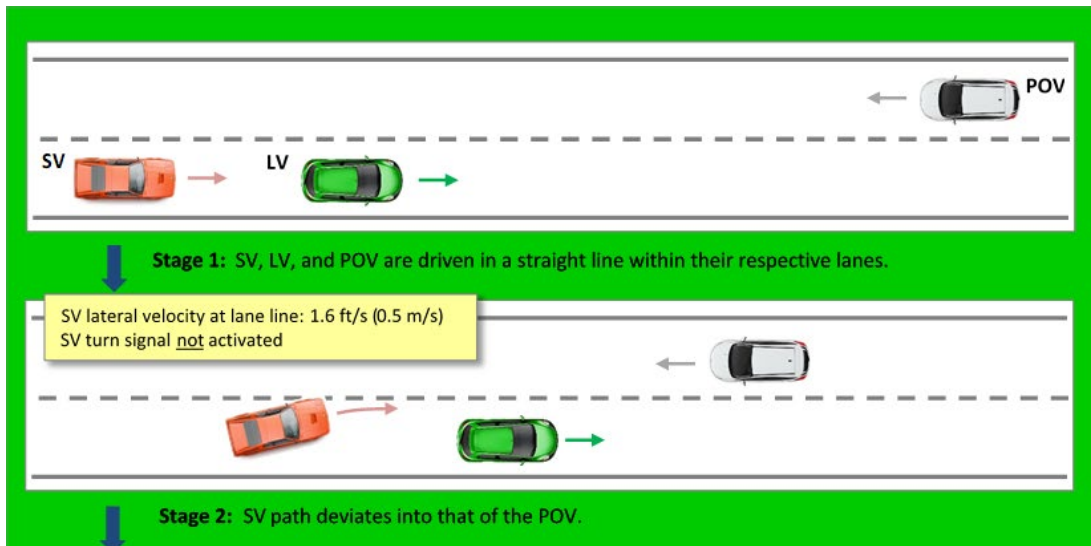 POV
SV
LV
Stage 1: SV, LV, and POV are driven in a straight line within their respective lanes.
SV lateral velocity at lane line: 1.6 ft/s (0.5 m/s)
SV turn signal not activated
Stage 2: SV path deviates into that of the POV.